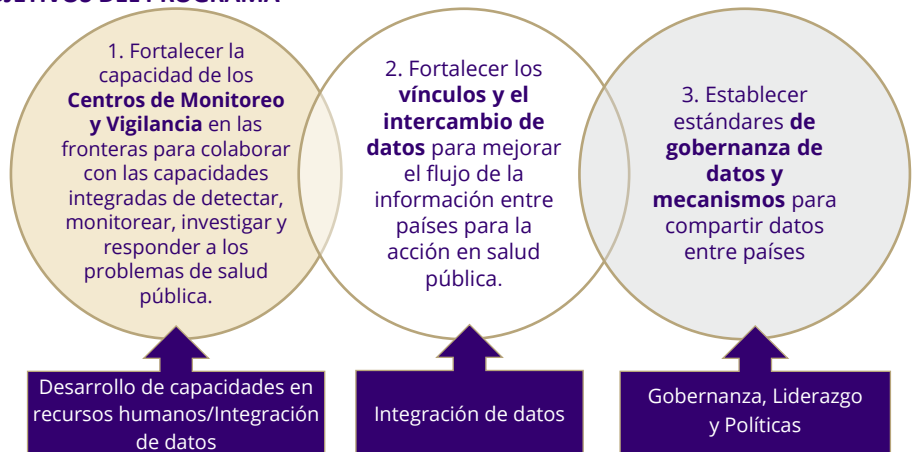 JETIVOS DEL PROGRAMA
1. Fortalecer la
capacidad de los
Centros de Monitoreo
y Vigilancia en las
fronteras para colaborar
con las capacidades
integradas de detectar,
monitorear, investigar y
responder a los
problemas de salud
pública.
2. Fortalecer los
vínculos y el
intercambio de
datos para mejorar
el flujo de la
información entre
países para la
acción en salud
pública.
3. Establecer
estándares de
gobernanza de
datos y
mecanismos para
compartir datos
entre países
Desarrollo de capacidades en
recursos humanos/Integración
de datos
Integración de datos
Gobernanza, Liderazgo
y Políticas